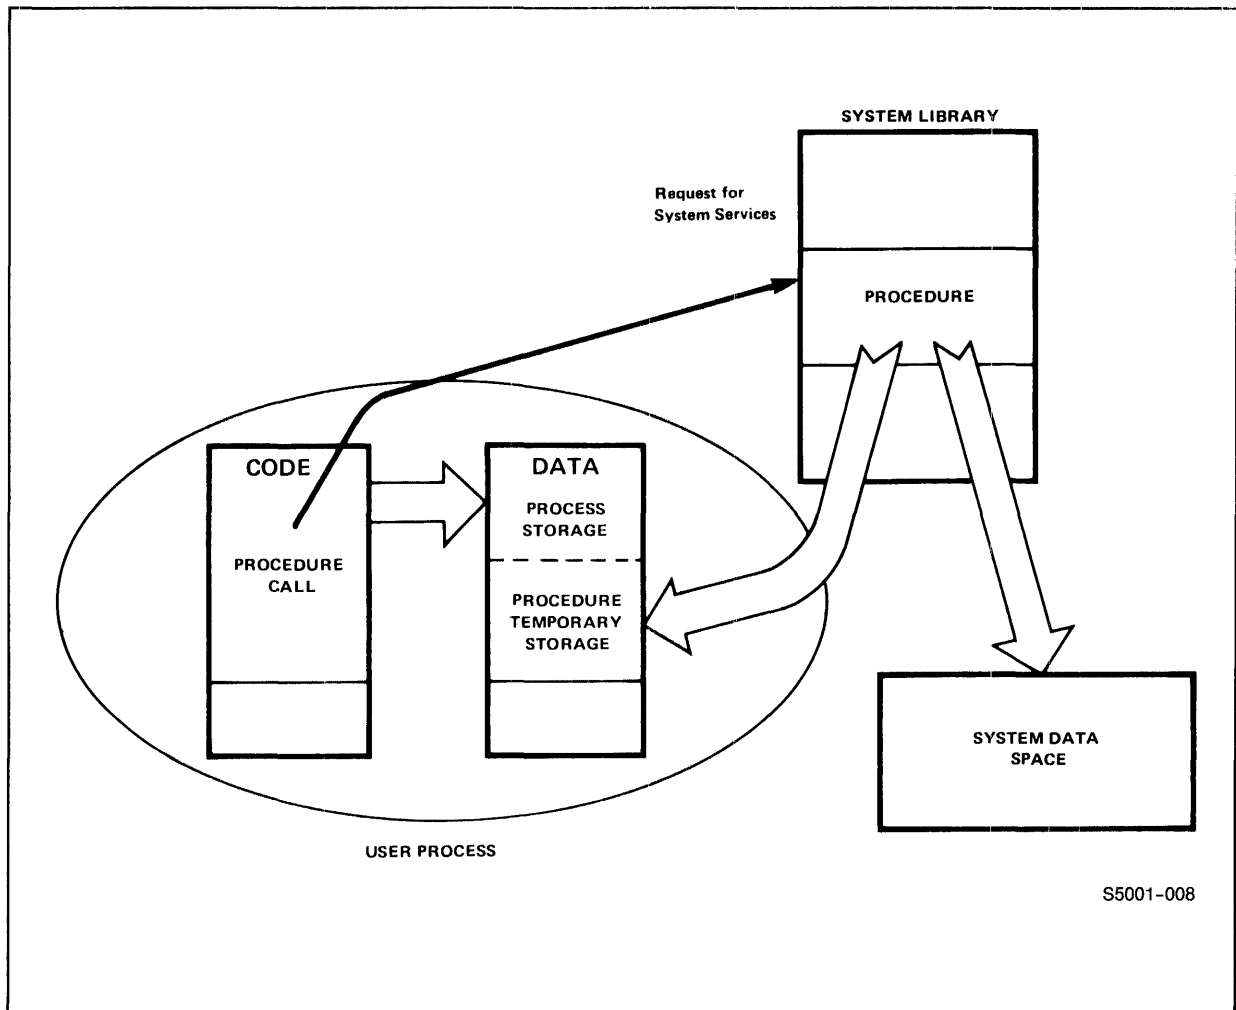 SYSTEM LIBRARY
Request for
System Services
PROCEDURE
CODE
PROCEDURE
CALL
DATA
PROCESS
STORAGE
PROCEDURE
TEMPORARY
STORAGE
SYSTEM DATA
SPACE
USER PROCESS
S5001-008